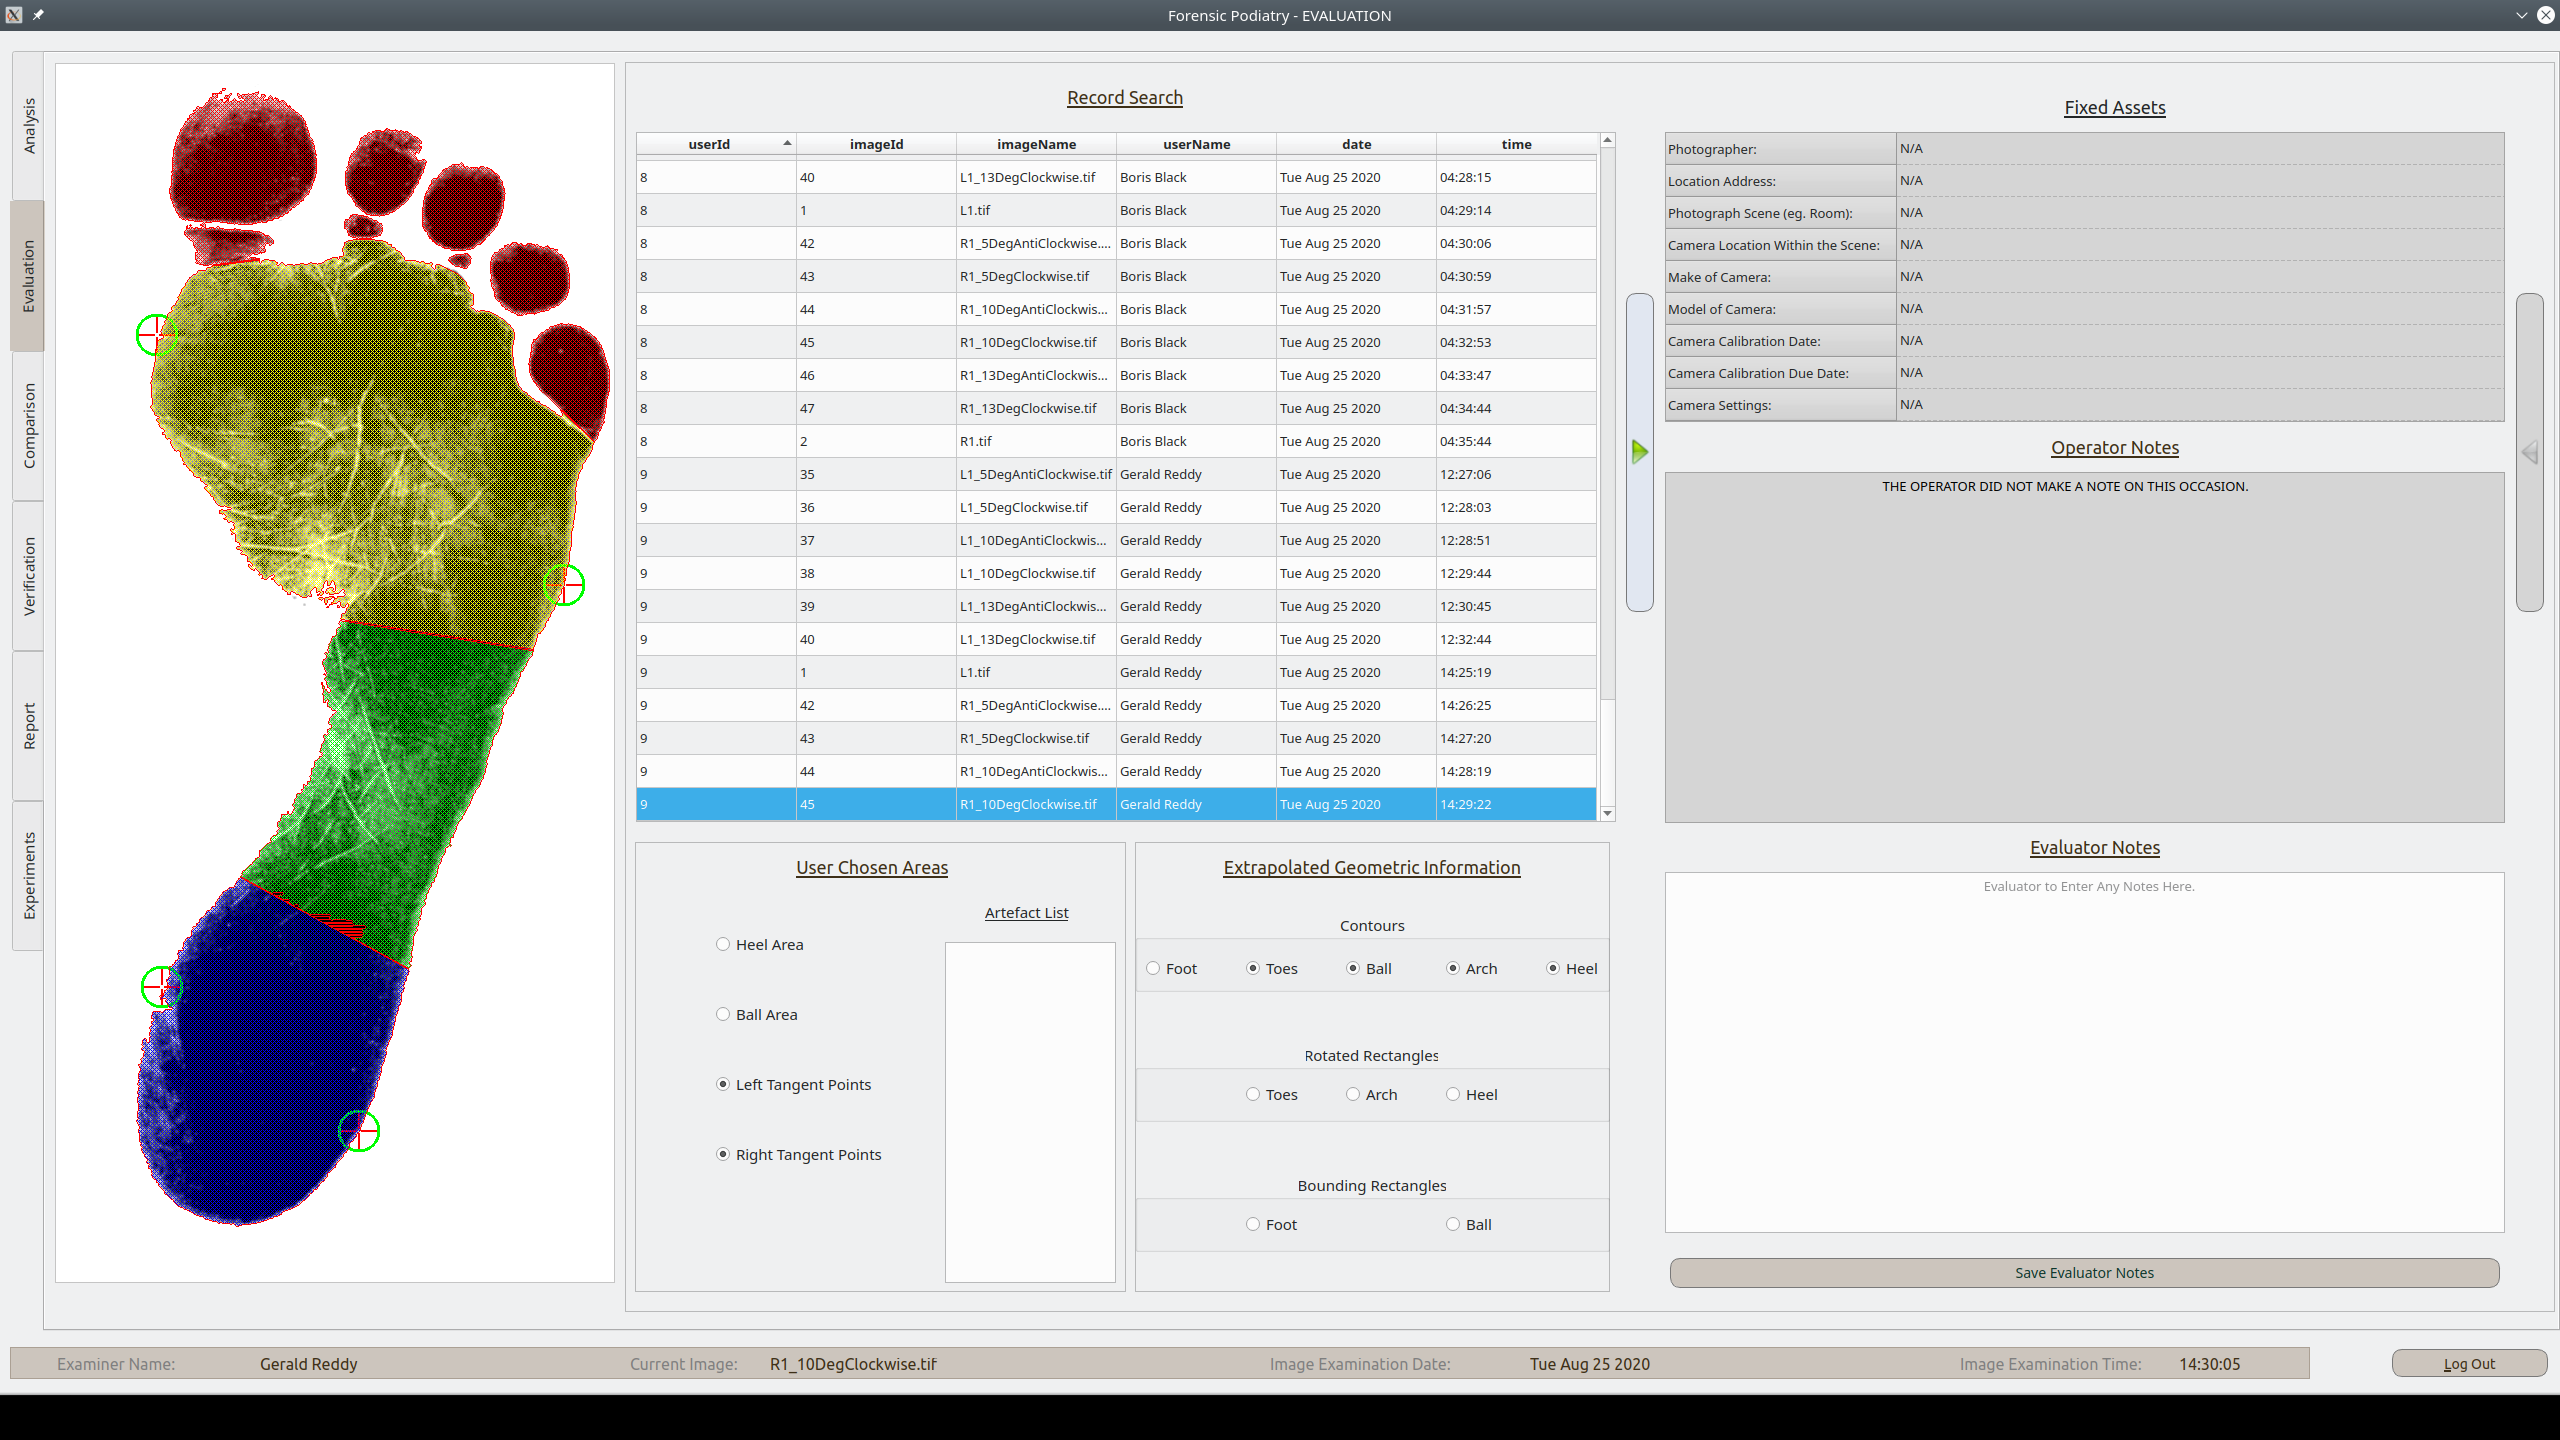 Forensic Podiatry - EVALUATION
Analysis
Evaluation
Comparison
Verification
Report
Experiments
Record Search
userId imageId imageName userName date time
8 40 L1_13DegClockwise.tif Boris Black Tue Aug 25 2020 04:28:15
8 1 L1.tif Boris Black Tue Aug 25 2020 04:29:14
8 42 R1_5DegAntiClockwise.... Boris Black Tue Aug 25 2020 04:30:06
8 43 R1_5DegClockwise.tif Boris Black Tue Aug 25 2020 04:30:59
8 44 R1_10DegAntiClockwis... Boris Black Tue Aug 25 2020 04:31:57
8 45 R1_10DegClockwise.tif Boris Black Tue Aug 25 2020 04:32:53
8 46 R1_13DegAntiClockwis... Boris Black Tue Aug 25 2020 04:33:47
8 47 R1_13DegClockwise.tif Boris Black Tue Aug 25 2020 04:34:44
8 2 R1.tif Boris Black Tue Aug 25 2020 04:35:44
9 35 L1_5DegAntiClockwise.tif Gerald Reddy Tue Aug 25 2020 12:27:06
9 36 L1_5DegClockwise.tif Gerald Reddy Tue Aug 25 2020 12:28:03
9 37 L1_10DegAntiClockwis... Gerald Reddy Tue Aug 25 2020 12:28:51
9 38 L1_10DegClockwise.tif Gerald Reddy Tue Aug 25 2020 12:29:44
9 39 L1_13DegAntiClockwis... Gerald Reddy Tue Aug 25 2020 12:30:45
9 40 L1_13DegClockwise.tif Gerald Reddy Tue Aug 25 2020 12:32:44
9 1 L1.tif Gerald Reddy Tue Aug 25 2020 14:25:19
9 42 R1_5DegAntiClockwise.... Gerald Reddy Tue Aug 25 2020 14:26:25
9 43 R1_5DegClockwise.tif Gerald Reddy Tue Aug 25 2020 14:27:20
9 44 R1_10DegAntiClockwis... Gerald Reddy Tue Aug 25 2020 14:28:19
9 45 R1_10DegClockwise.tif Gerald Reddy Tue Aug 25 2020 14:29:22
User Chosen Areas
Artefact List
Heel Area
Ball Area
Left Tangent Points
Right Tangent Points
Extrapolated Geometric Information
Contours
Foot Toes Ball Arch Heel
Rotated Rectangles
Toes Arch Heel
Bounding Rectangles
Foot Ball
Fixed Assets
Photographer: N/A
Location Address: N/A
Photograph Scene (eg. Room): N/A
Camera Location Within the Scene: N/A
Make of Camera: N/A
Model of Camera: N/A
Camera Calibration Date: N/A
Camera Calibration Due Date: N/A
Camera Settings: N/A
Operator Notes
THE OPERATOR DID NOT MAKE A NOTE ON THIS OCCASION.
Evaluator Notes
Evaluator to Enter Any Notes Here.
Save Evaluator Notes
Examiner Name: Gerald Reddy Current Image: R1_10DegClockwise.tif Image Examination Date: Tue Aug 25 2020 Image Examination Time: 14:30:05
Log Out